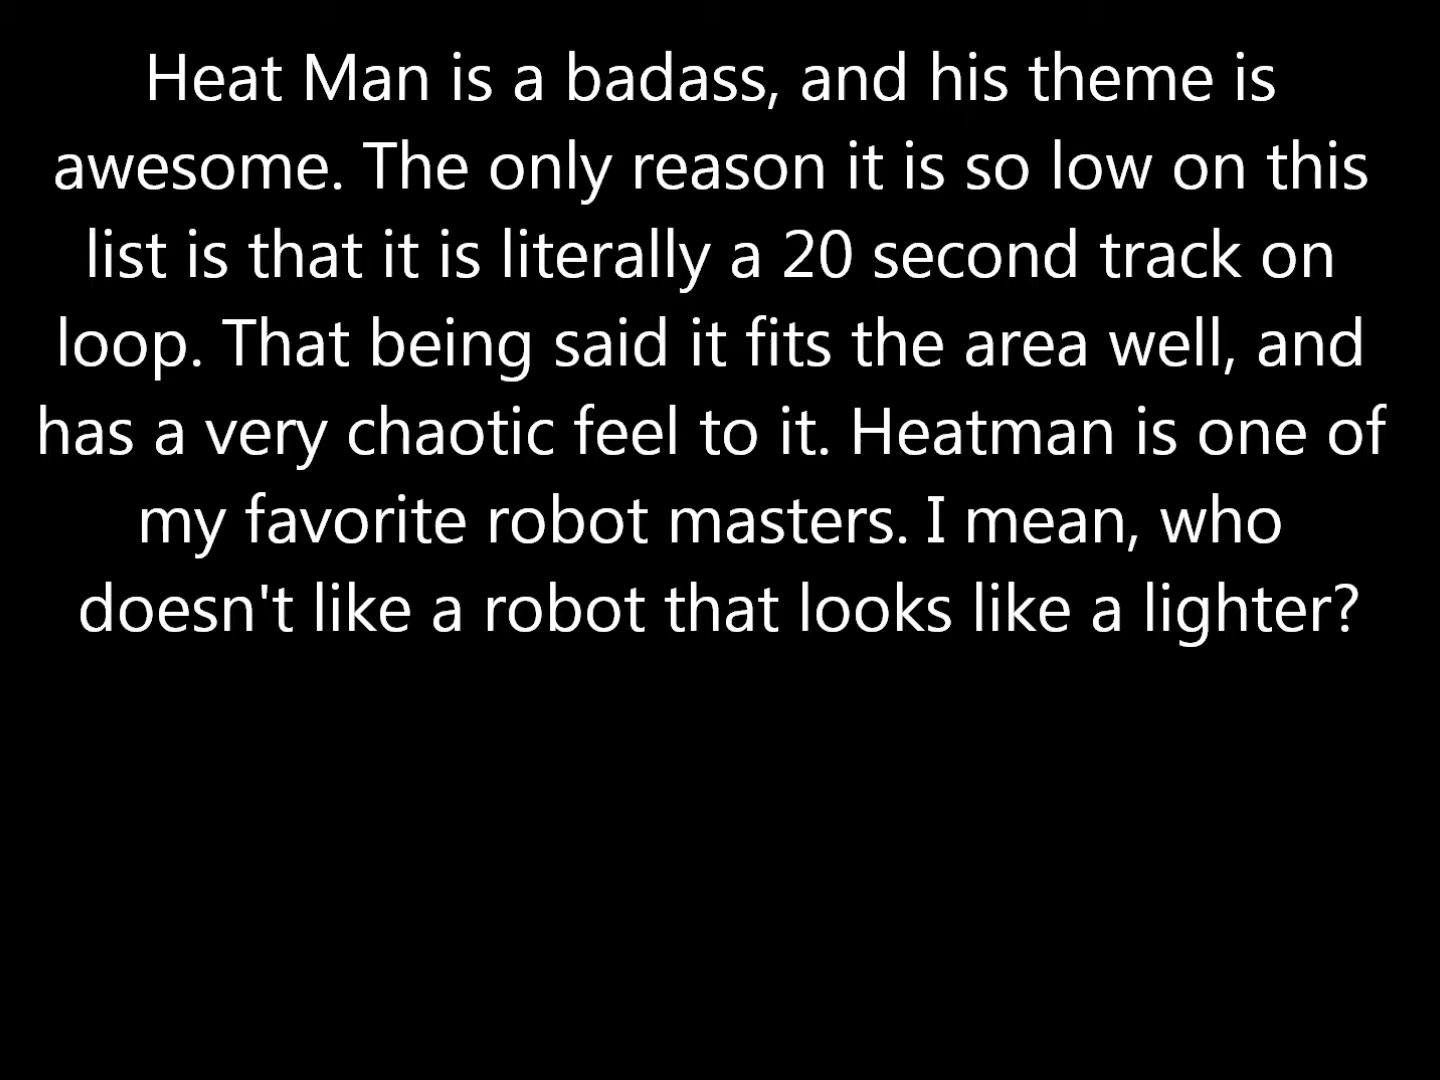 Heat Man is a badass, and his theme is
awesome. The only reason it is so low on this
list is that it is literally a 20 second track on
loop. That being said it fits the area well, and
has a very chaotic feel to it. Heatman is one of
my favorite robot masters. I mean, who
doesn't like a robot that looks like a lighter?